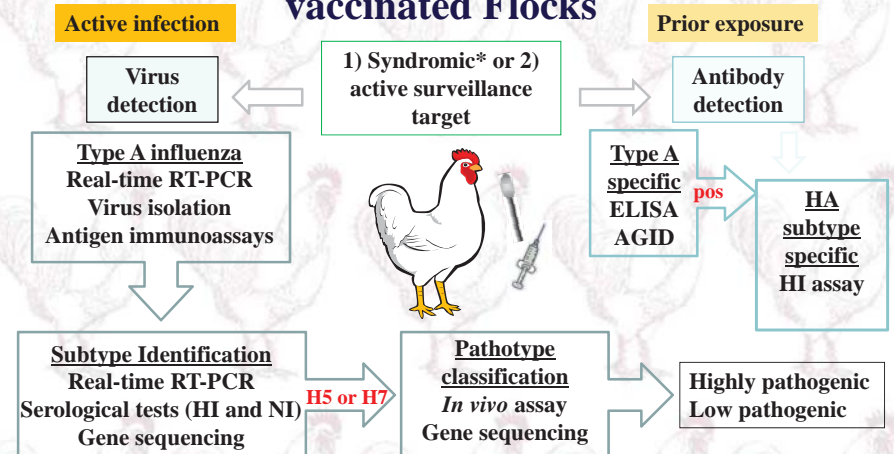 vaccinated Flocks
Active infection
Prior exposure
Virus
detection
1) Syndromic* or 2)
active surveillance
target
Antibody
detection
Type A influenza
Real-time RT-PCR
Virus isolation
Antigen immunoassays
Type A
specific
ELISA
AGID
pos
HA
subtype
specific
HI assay
Subtype Identification
Real-time RT-PCR
Serological tests (HI and NI)
Gene sequencing
H5 or H7
Pathotype
classification
In vivo assay
Gene sequencing
Highly pathogenic
Low pathogenic